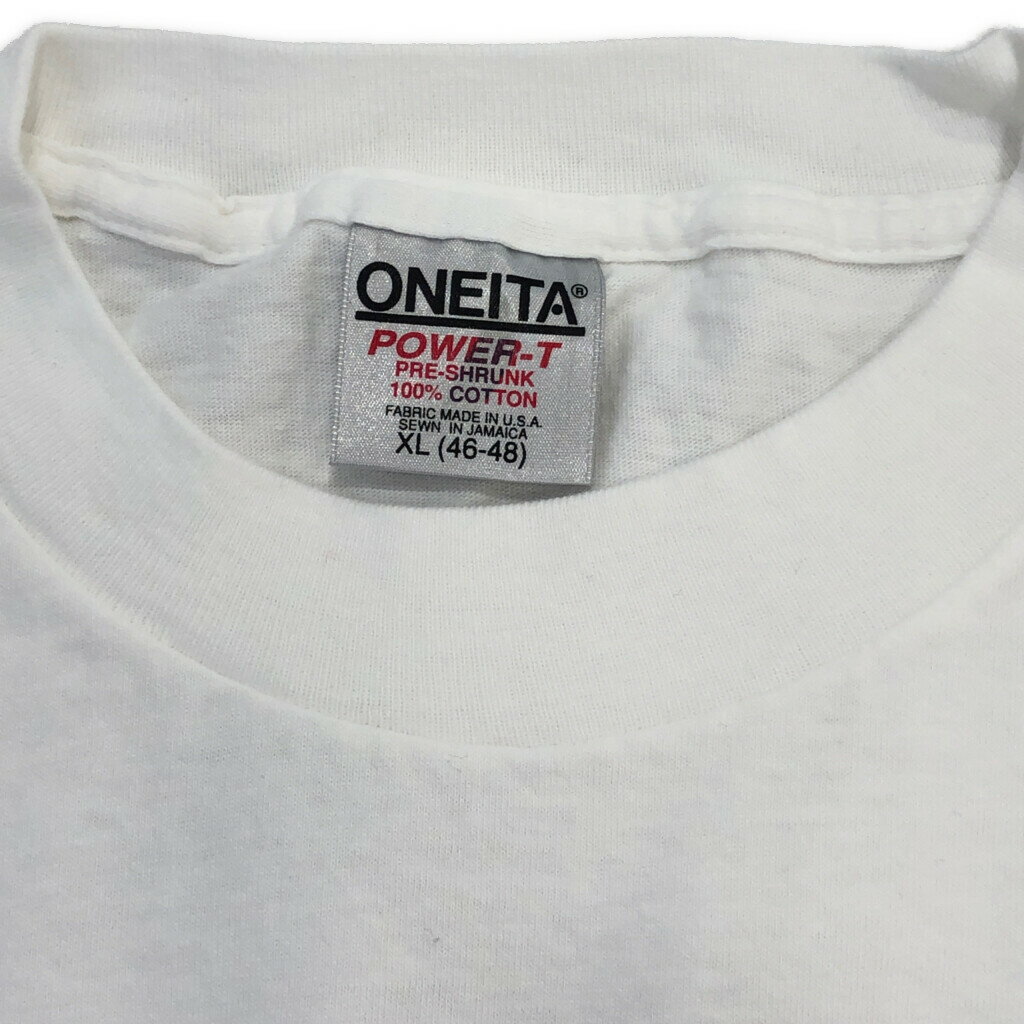 ONEITA®
POWER-T
PRE-SHRUNK
100% COTTON
FABRIC MADE IN U.S.A.
SEWN IN JAMAICA
XL (46-48)